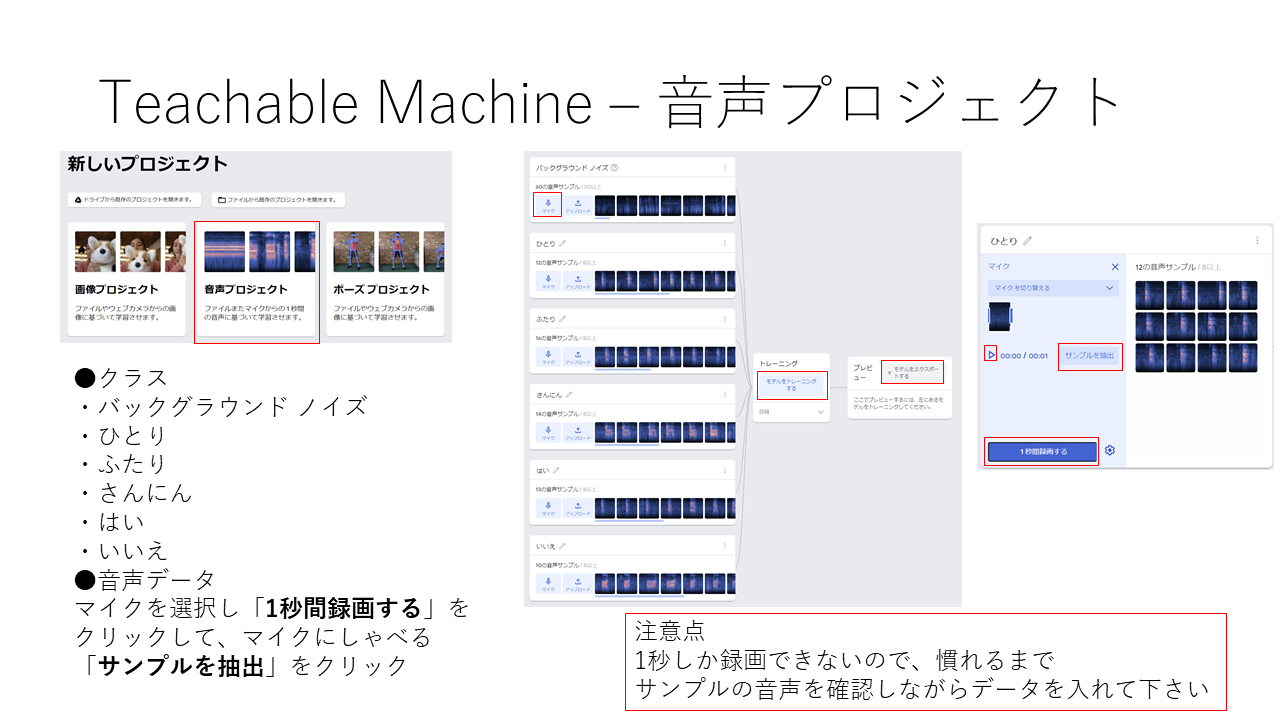 Teachable Machine – 音声プロジェクト
新しいプロジェクト
ドライブから既存のプロジェクトを開きます。
ファイルから既存のプロジェクトを開きます。
画像プロジェクト
ファイルやウェブカメラからの画
像に基づいて学習させます。
音声プロジェクト
ファイルまたマイクからの1秒間
の音声に基づいて学習させます。
ポーズ プロジェクト
ファイルやウェブカメラからの画
像に基づいて学習させます。
●クラス
・バックグラウンド ノイズ
・ひとり
・ふたり
・さんにん
・はい
・いいえ
●音声データ
マイクを選択し「1秒間録画する」を
クリックして、マイクにしゃべる
「サンプルを抽出」をクリック
バックグラウンド ノイズ
60の音声サンプル / 20以上
マイク
アップロード
ひとり
12の音声サンプル / 8以上
マイク
アップロード
ふたり
16の音声サンプル / 8以上
マイク
アップロード
さんにん
14の音声サンプル / 8以上
マイク
アップロード
はい
13の音声サンプル / 8以上
マイク
アップロード
いいえ
10の音声サンプル / 8以上
マイク
アップロード
トレーニング
モデルをトレーニング
する
詳細
プレビ
ュー
モデルをエクスポー
トする
ここでプレビューするには、左にあるモ
デルをトレーニングしてください。
ひとり
マイク
マイク を切り替える
00:00 / 00:01
サンプルを抽出
1 秒間録画する
12の音声サンプル / 8以上
注意点
1秒しか録画できないので、慣れるまで
サンプルの音声を確認しながらデータを入れて下さい